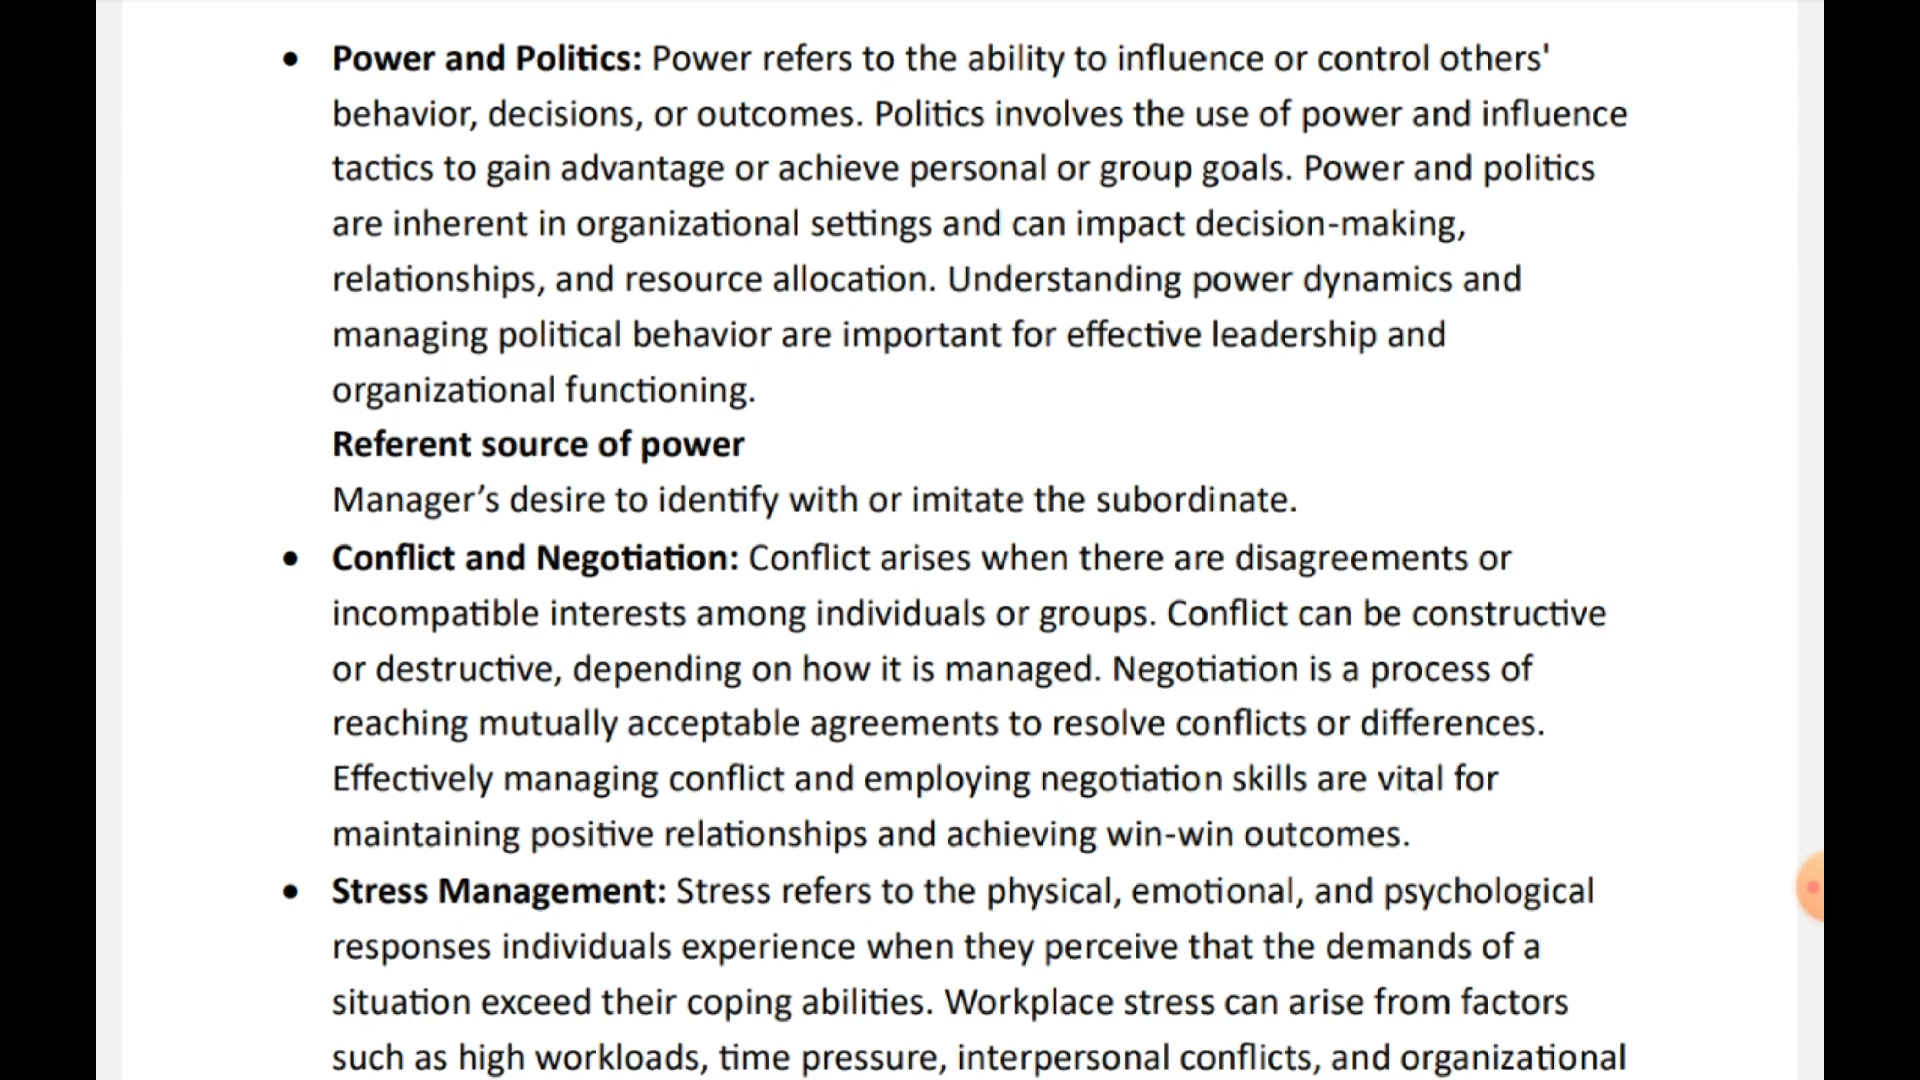 • Power and Politics: Power refers to the ability to influence or control others'
behavior, decisions, or outcomes. Politics involves the use of power and influence
tactics to gain advantage or achieve personal or group goals. Power and politics
are inherent in organizational settings and can impact decision-making,
relationships, and resource allocation. Understanding power dynamics and
managing political behavior are important for effective leadership and
organizational functioning.
Referent source of power
Manager’s desire to identify with or imitate the subordinate.
• Conflict and Negotiation: Conflict arises when there are disagreements or
incompatible interests among individuals or groups. Conflict can be constructive
or destructive, depending on how it is managed. Negotiation is a process of
reaching mutually acceptable agreements to resolve conflicts or differences.
Effectively managing conflict and employing negotiation skills are vital for
maintaining positive relationships and achieving win-win outcomes.
• Stress Management: Stress refers to the physical, emotional, and psychological
responses individuals experience when they perceive that the demands of a
situation exceed their coping abilities. Workplace stress can arise from factors
such as high workloads, time pressure, interpersonal conflicts, and organizational